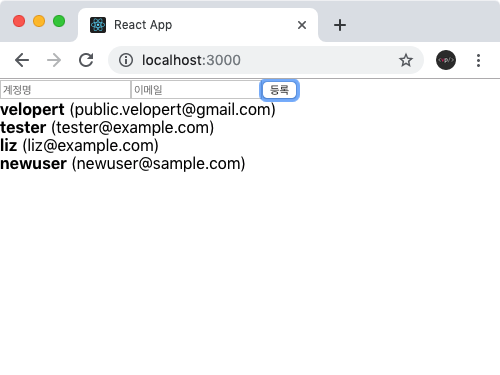 React App
localhost:3000
계정명 이메일 등록
velopert (public.velopert@gmail.com)
tester (tester@example.com)
liz (liz@example.com)
newuser (newuser@sample.com)